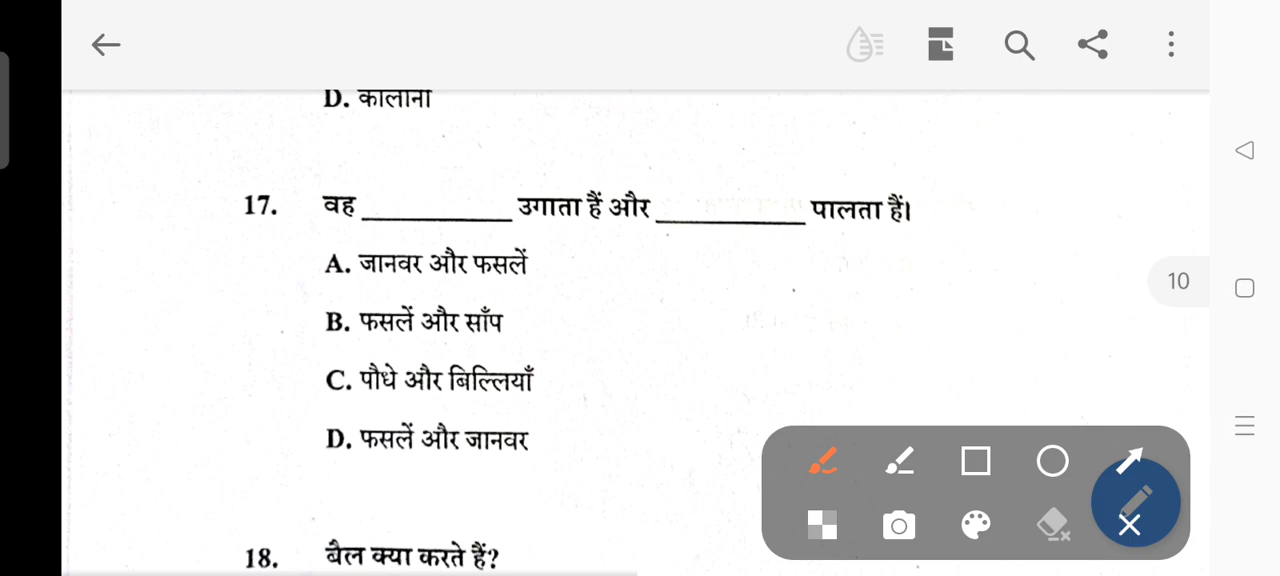 D. कॉलोनी
17. वह __________ उगाता हैं और __________ पालता हैं।
A. जानवर और फसलें
B. फसलें और साँप
C. पौधे और बिल्लियाँ
D. फसलें और जानवर
10
18. बैल क्या करते हैं?